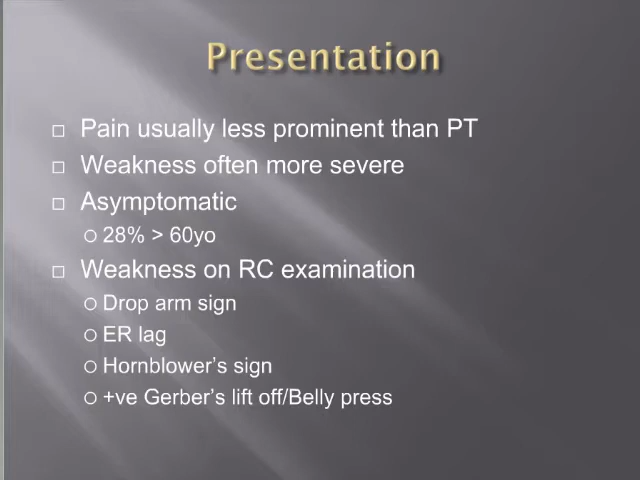 Presentation
Pain usually less prominent than PT
Weakness often more severe
Asymptomatic
28% > 60yo
Weakness on RC examination
Drop arm sign
ER lag
Hornblower's sign
+ve Gerber's lift off/Belly press